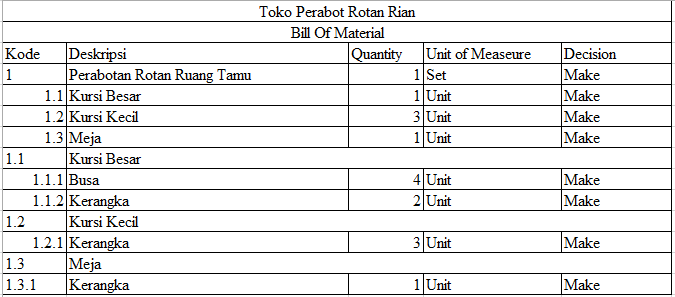 Toko Perabot Rotan Rian
Bill Of Material
Kode Deskripsi Quantity Unit of Measeure Decision
1 Perabotan Rotan Ruang Tamu 1 Set Make
1.1 Kursi Besar 1 Unit Make
1.2 Kursi Kecil 3 Unit Make
1.3 Meja 1 Unit Make
1.1 Kursi Besar
1.1.1 Busa 4 Unit Make
1.1.2 Kerangka 2 Unit Make
1.2 Kursi Kecil
1.2.1 Kerangka 3 Unit Make
1.3 Meja
1.3.1 Kerangka 1 Unit Make